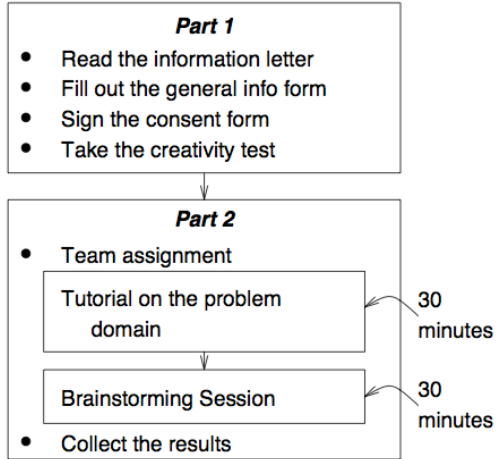 Part 1
● Read the information letter
● Fill out the general info form
● Sign the consent form
● Take the creativity test
Part 2
● Team assignment
Tutorial on the problem
domain
30
minutes
Brainstorming Session
30
minutes
● Collect the results